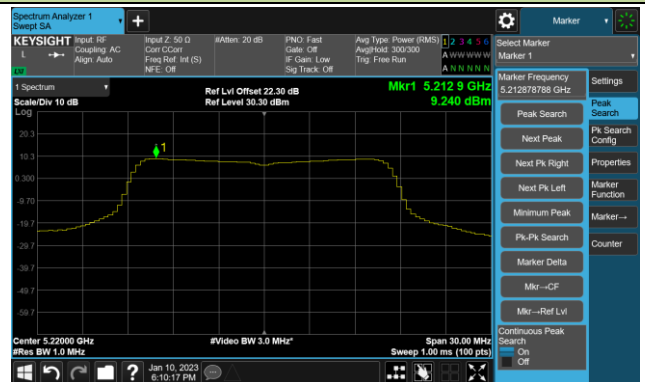 Spectrum Analyzer 1
Swept SA
Marker
KEYSIGHT
L
Input: RF
Coupling: AC
Align: Auto
Input Z: 50 Ω
Corr CCorr
Freq Ref: Int (S)
NFE: Off
#Atten: 20 dB
PNO: Fast
Gate: Off
IF Gain: Low
Sig Track: Off
Avg Type: Power (RMS)
Avg|Hold: 300/300
Trig: Free Run
1 2 3 4 5 6
A W W W W W
A N N N N N
Select Marker
Marker 1
1 Spectrum
Scale/Div 10 dB
Log
Ref Lvl Offset 22.30 dB
Ref Level 30.30 dBm
Mkr1 5.212 9 GHz
9.240 dBm
1
20.3
10.3
0.300
-9.70
-19.7
-29.7
-39.7
-49.7
-59.7
Center 5.22000 GHz
#Res BW 1.0 MHz
#Video BW 3.0 MHz*
Span 30.00 MHz
Sweep 1.00 ms (100 pts)
Marker Frequency
5.212878788 GHz
Peak Search
Next Peak
Next Pk Right
Next Pk Left
Minimum Peak
Pk-Pk Search
Marker Delta
Mkr→CF
Mkr→Ref Lvl
Continuous Peak
Search
On
Off
Settings
Peak
Search
Pk Search
Config
Properties
Marker
Function
Marker→
Counter
?
Jan 10, 2023
6:10:17 PM